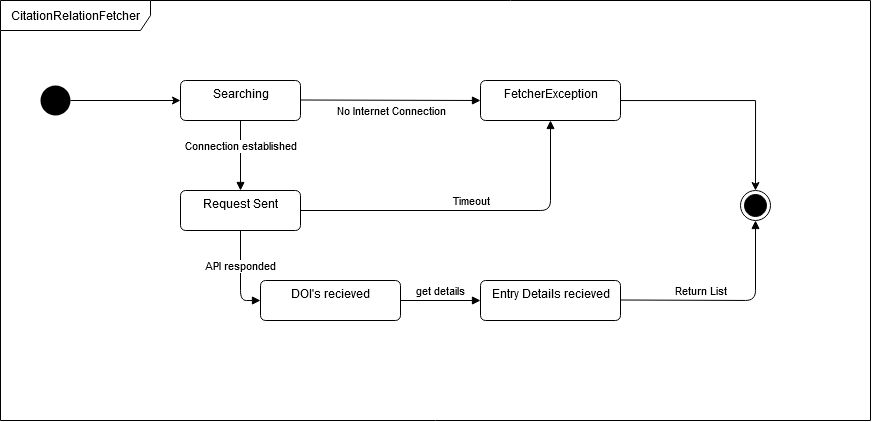 CitationRelationFetcher
Searching
No Internet Connection
FetcherException
Connection established
Request Sent
Timeout
API responded
DOI's recieved
get details
Entry Details recieved
Return List